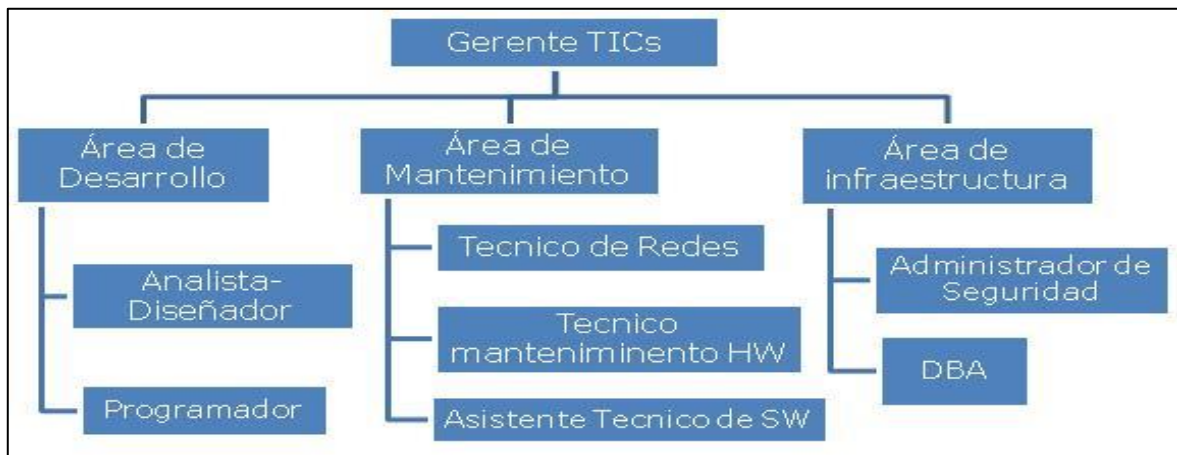 Gerente TICs
Área de
Desarrollo
Analista-
Diseñador
Programador
Área de
Mantenimiento
Tecnico de Redes
Tecnico
manteniminento HW
Asistente Tecnico de SW
Área de
infraestructura
Administrador de
Seguridad
DBA